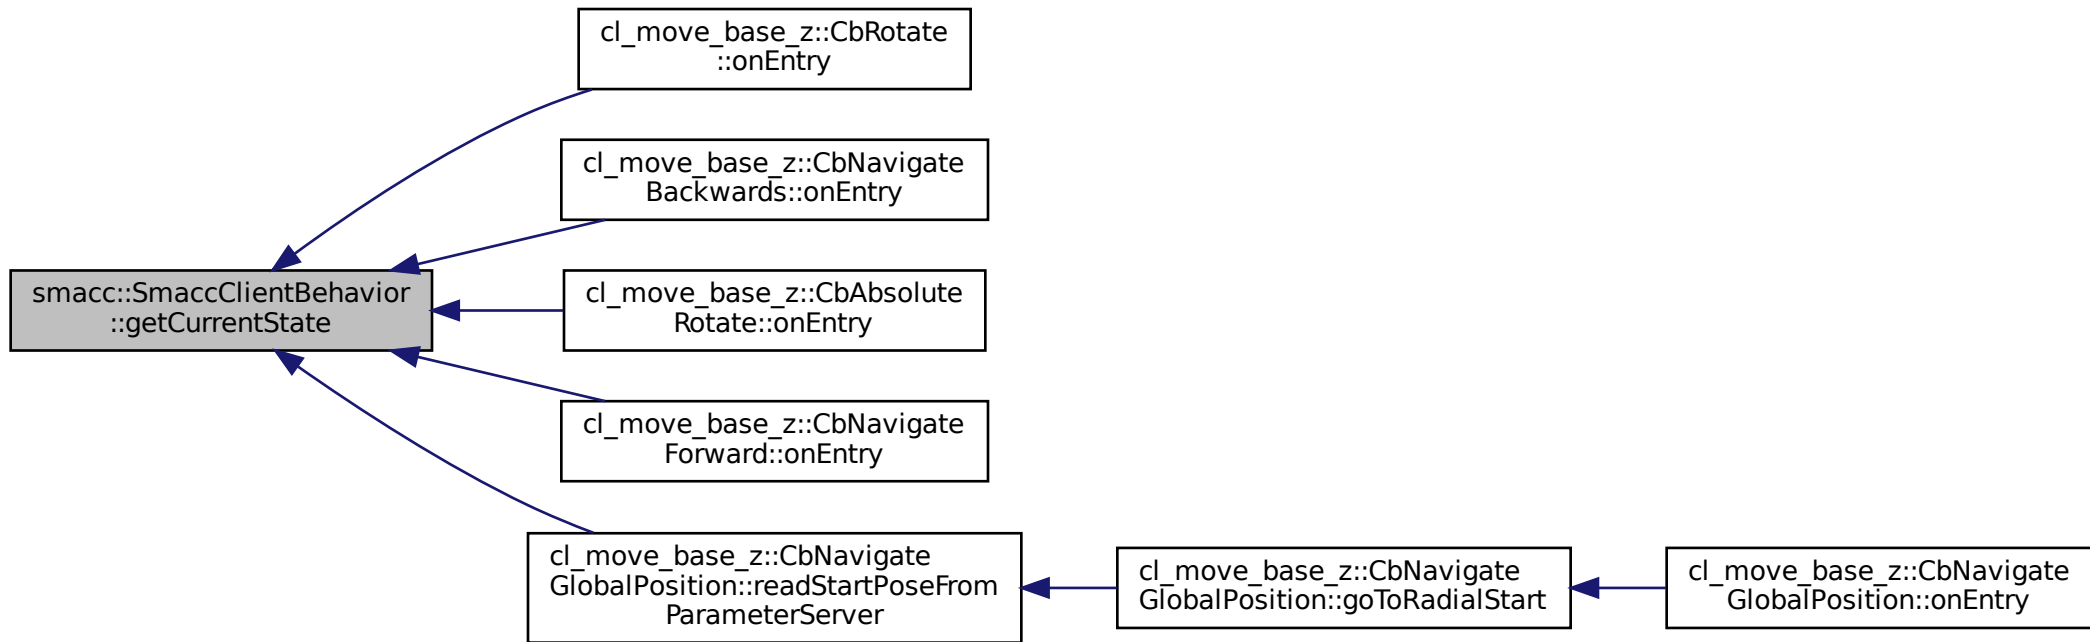 cl_move_base_z::CbRotate
::onEntry
cl_move_base_z::CbNavigate
Backwards::onEntry
smacc::SmaccClientBehavior
::getCurrentState
cl_move_base_z::CbAbsolute
Rotate::onEntry
cl_move_base_z::CbNavigate
Forward::onEntry
cl_move_base_z::CbNavigate
GlobalPosition::readStartPoseFrom
ParameterServer
cl_move_base_z::CbNavigate
GlobalPosition::goToRadialStart
cl_move_base_z::CbNavigate
GlobalPosition::onEntry